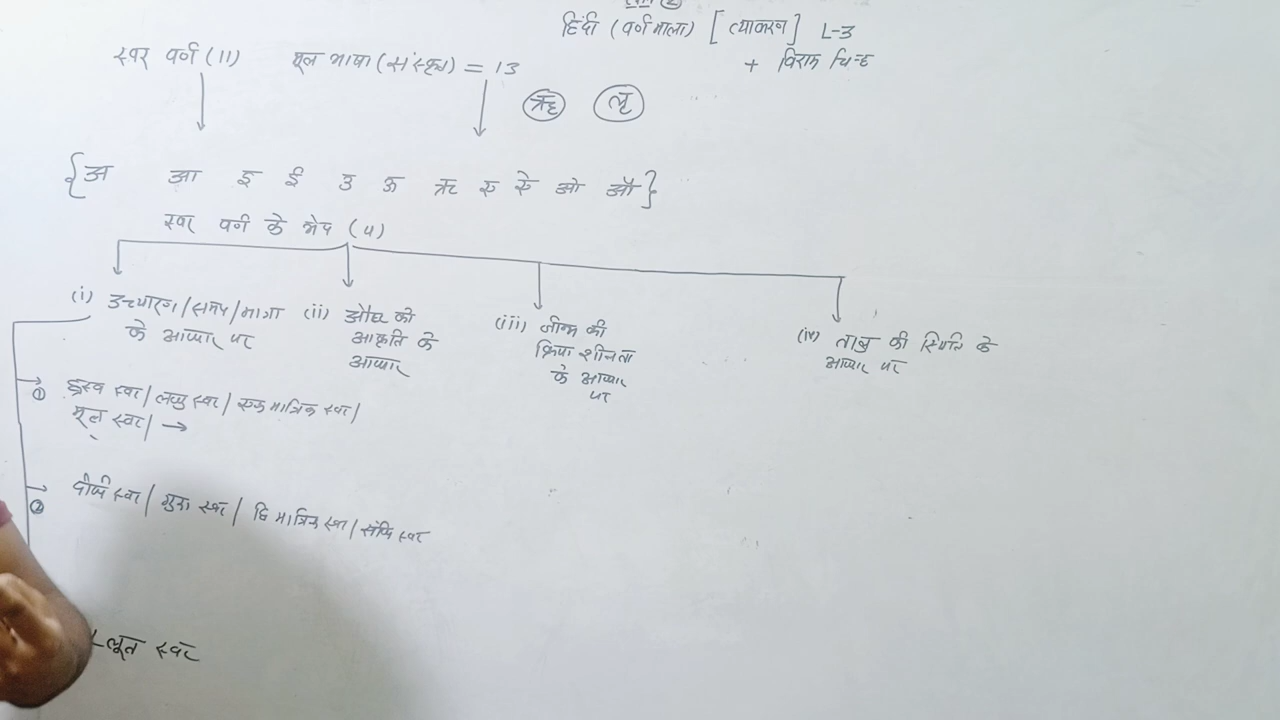 हिंदी (वर्णमाला) [व्याकरण] L-3
+ विराम चिन्ह
स्वर वर्ण (11) मूल भाषा (संस्कृत) = 13
ॠ ऌ
{अ आ इ ई उ ऊ ऋ ए ऐ ओ औ}
स्वर वर्ण के भेद (4)
(i) उच्चारण/समय/मात्रा
के आधार पर
(ii) ओष्ठ की
आकृति के
आधार
(iii) जीभ की
क्रिया शीलता
के आधार
पर
(iv) तालु की स्थिति के
आधार पर
① ह्रस्व स्वर/लघु स्वर/एक मात्रिक स्वर/
मूल स्वर/ →
② दीर्घ स्वर/गुरु स्वर/द्वि मात्रिक स्वर/संधि स्वर
प्लूत स्वर